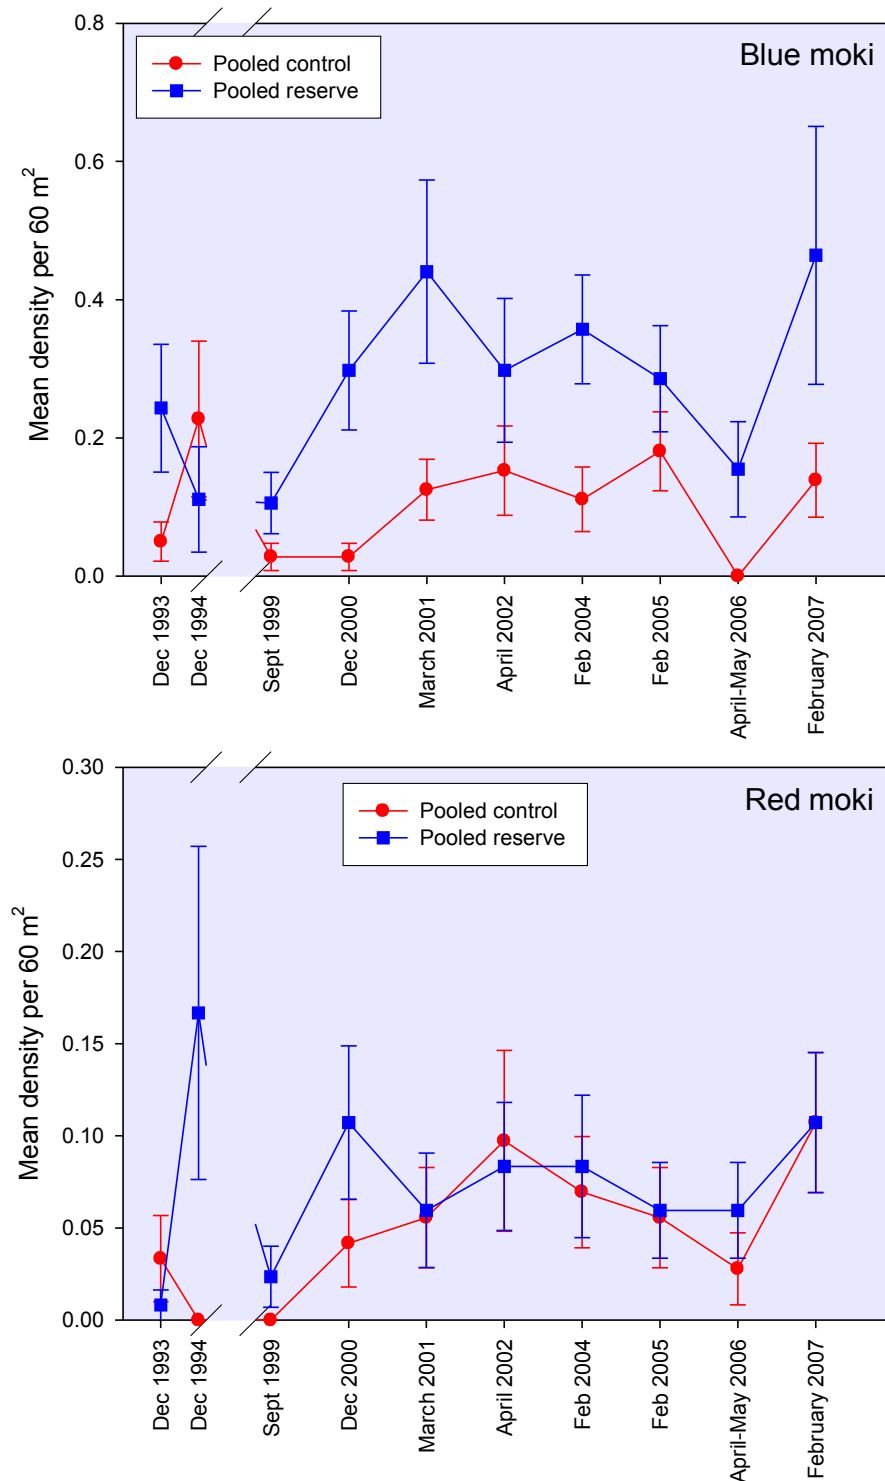 Blue moki
Pooled control
Pooled reserve
Mean density per 60 m²
0.8
0.6
0.4
0.2
0.0
Dec 1993
Dec 1994
Sept 1999
Dec 2000
March 2001
April 2002
Feb 2004
Feb 2005
April-May 2006
February 2007
Red moki
Pooled control
Pooled reserve
Mean density per 60 m²
0.30
0.25
0.20
0.15
0.10
0.05
0.00
Dec 1993
Dec 1994
Sept 1999
Dec 2000
March 2001
April 2002
Feb 2004
Feb 2005
April-May 2006
February 2007